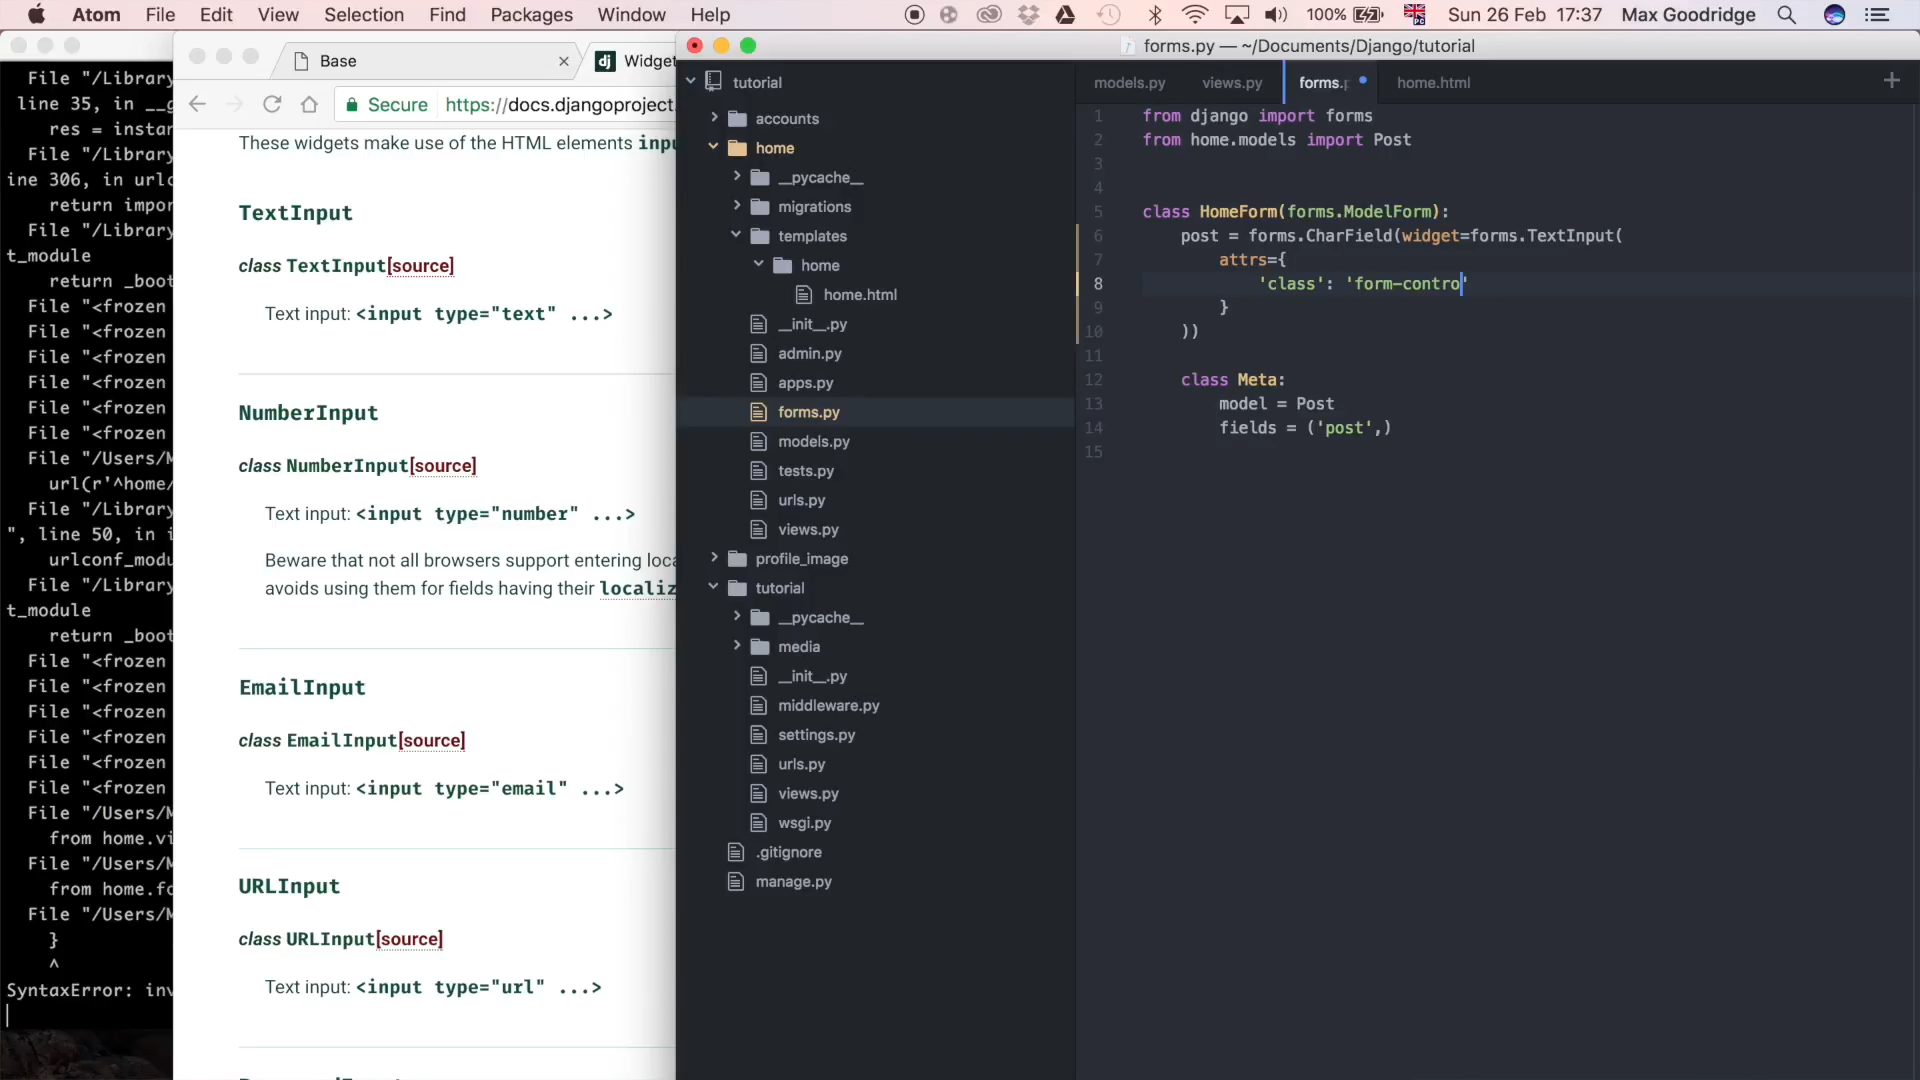 Atom File Edit View Selection Find Packages Window Help 100% Sun 26 Feb 17:37 Max Goodridge
File "/Library
line 35, in
res = instar
File "/Library
ine 306, in urlc
return impor
File "/Library
t_module
return _boot
File "<frozen
File "<frozen
File "<frozen
File "<frozen
File "<frozen
File "<frozen
File "/Users/M
url(r'^home/
File "/Library
", line 50, in i
urlconf_modu
File "/Library
t_module
return _boot
File "<frozen
File "<frozen
File "<frozen
File "<frozen
File "<frozen
File "<frozen
File "/Users/M
from home.vi
File "/Users/M
from home.fo
File "/Users/M
}
^
SyntaxError: inv
Base
Widget
Secure https://docs.djangoproject.
These widgets make use of the HTML elements inpu
TextInput
class TextInput[source]
Text input: <input type="text" ...>
NumberInput
class NumberInput[source]
Text input: <input type="number" ...>
Beware that not all browsers support entering loca
avoids using them for fields having their localiz
EmailInput
class EmailInput[source]
Text input: <input type="email" ...>
URLInput
class URLInput[source]
Text input: <input type="url" ...>
forms.py — ~/Documents/Django/tutorial
tutorial
accounts
home
__pycache__
migrations
templates
home
home.html
__init__.py
admin.py
apps.py
forms.py
models.py
tests.py
urls.py
views.py
profile_image
tutorial
__pycache__
media
__init__.py
middleware.py
settings.py
urls.py
views.py
wsgi.py
.gitignore
manage.py
models.py views.py forms.p home.html
1 from django import forms
2 from home.models import Post
3
4
5 class HomeForm(forms.ModelForm):
6 post = forms.CharField(widget=forms.TextInput(
7 attrs={
8 'class': 'form-contro'
9 }
10 ))
11
12 class Meta:
13 model = Post
14 fields = ('post',)
15